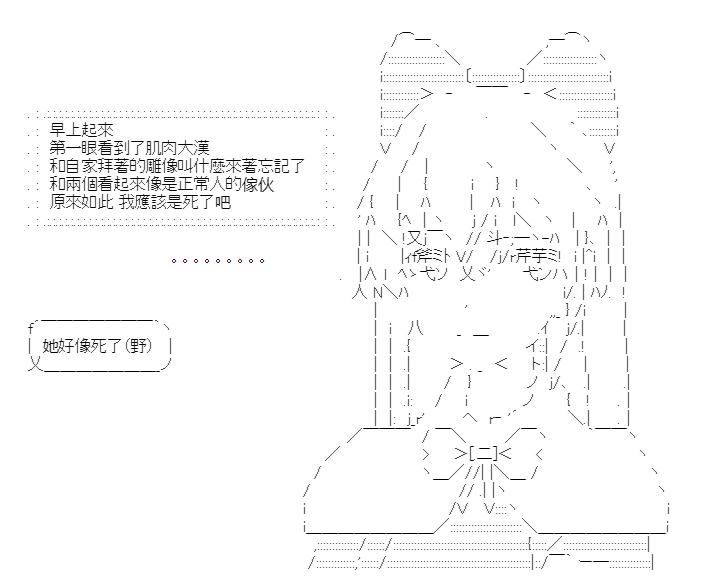 早上起來
第一眼看到了肌肉大漢
和自家拜著的雕像叫什麼來著忘記了
和兩個看起來像是正常人的傢伙
原來如此 我應該是死了吧
。。。。。。。。。
她好像死了(野)